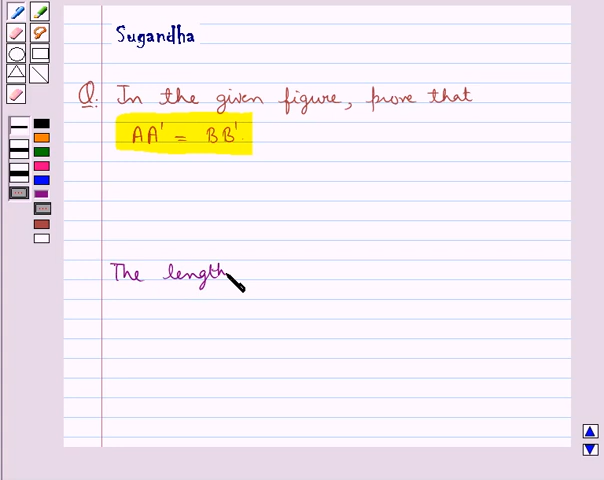 Sugandha
Q. In the given figure, prove that
AA' = BB'.
The length